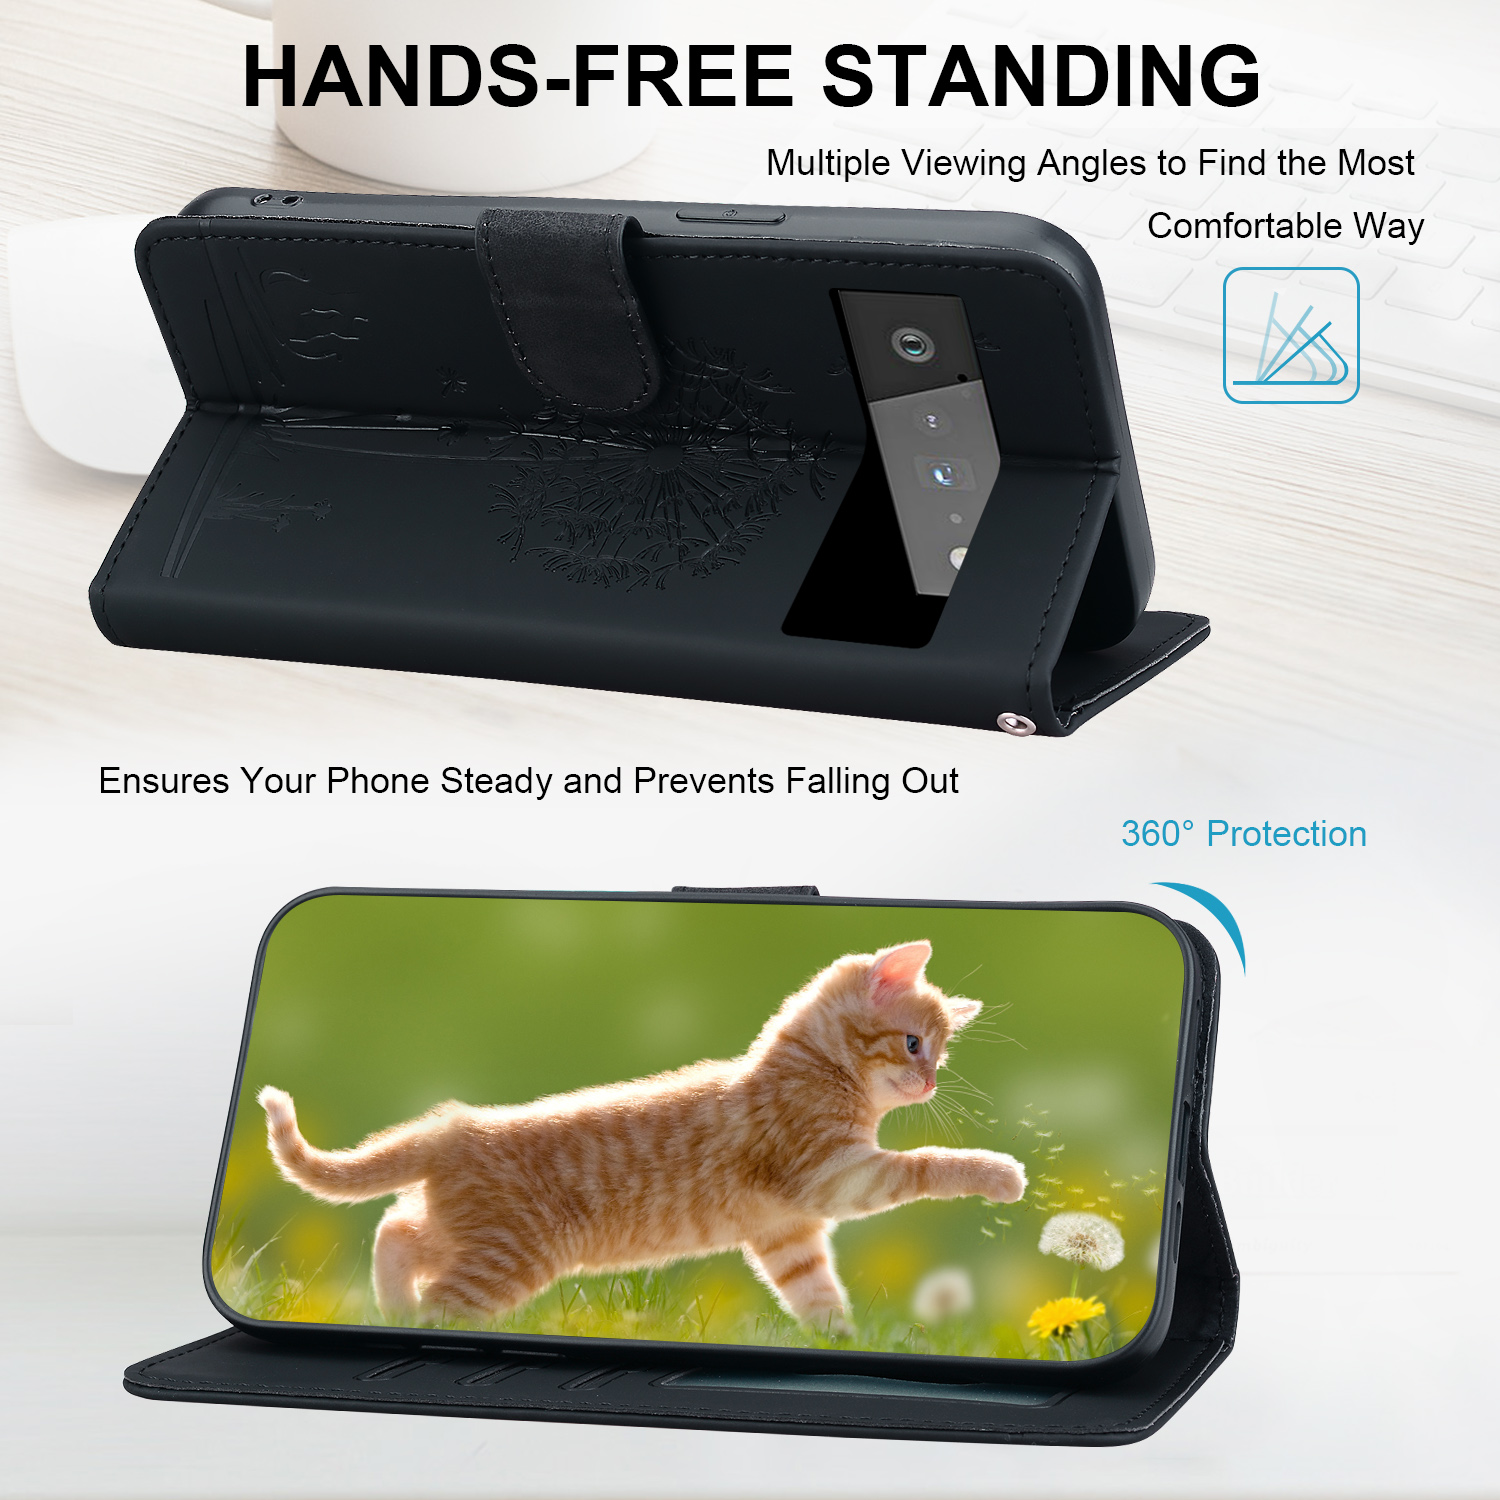 HANDS-FREE STANDING
Multiple Viewing Angles to Find the Most
Comfortable Way
Ensures Your Phone Steady and Prevents Falling Out
360° Protection